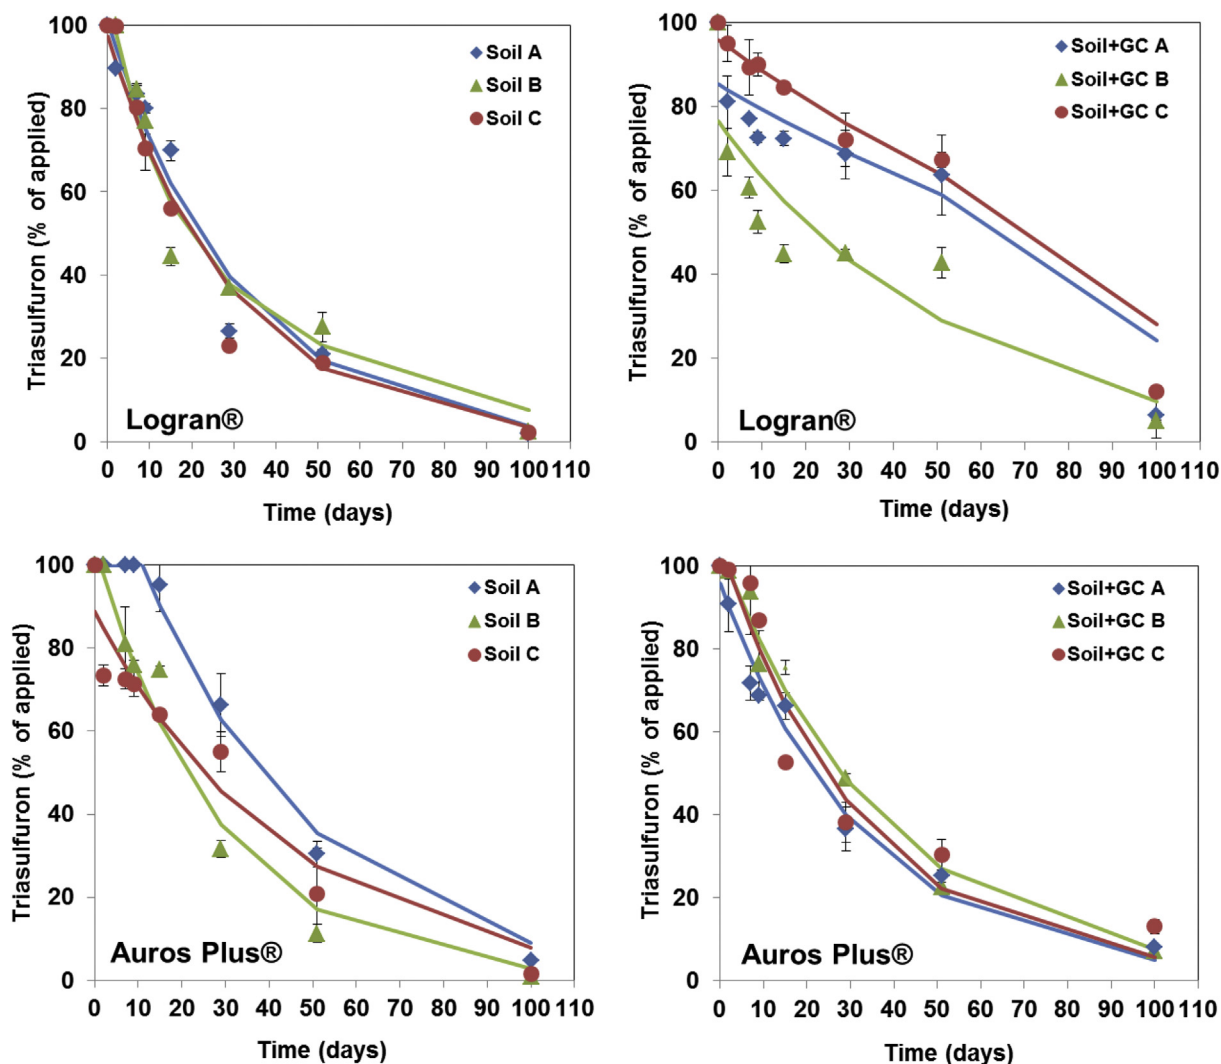 100
80
60
40
20
0
Triasulfuron (% of applied)
Soil A
Soil B
Soil C
Logran®
0 10 20 30 40 50 60 70 80 90 100 110
Time (days)
100
80
60
40
20
0
Triasulfuron (% of applied)
Soil+GC A
Soil+GC B
Soil+GC C
Logran®
0 10 20 30 40 50 60 70 80 90 100 110
Time (days)
100
80
60
40
20
0
Triasulfuron (% of applied)
Soil A
Soil B
Soil C
Auros Plus®
0 10 20 30 40 50 60 70 80 90 100 110
Time (days)
100
80
60
40
20
0
Triasulfuron (% of applied)
Soil+GC A
Soil+GC B
Soil+GC C
Auros Plus®
0 10 20 30 40 50 60 70 80 90 100 110
Time (days)